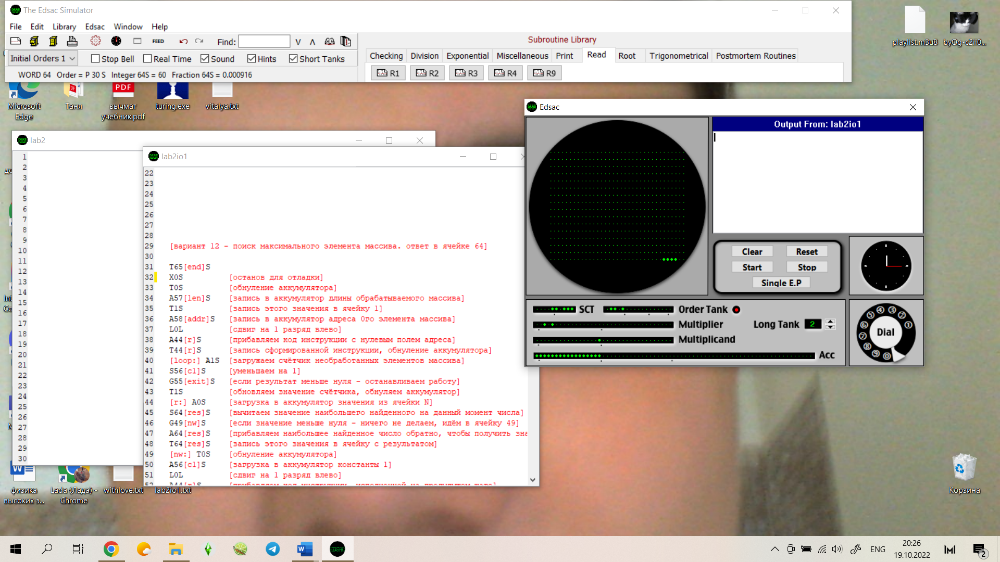 The Edsac Simulator
File Edit Library Edsac Window Help
FEED Find:
Initial Orders 1 Stop Bell Real Time Sound Hints Short Tanks
WORD 64 Order = P 30 S Integer 64S = 60 Fraction 64S = 0.000916
Subroutine Library
Checking Division Exponential Miscellaneous Print Read Root Trigonometrical Postmortem Routines
R1 R2 R3 R4 R9
playlist.m3u8
byOg-c2ii0...
Microsoft Edge
Таня
PDF
вычмат учебник.pdf
turing.exe
vitalya.txt
lab2
1
2
3
4
5
6
7
8
9
10
11
12
13
14
15
16
17
18
19
20
21
22
23
24
25
26
27
28
29
30
lab2io1
22
23
24
25
26
27
28
29 [вариант 12 - поиск максимального элемента массива. ответ в ячейке 64]
30
31 T65[end]S
32 X0S [останов для отладки]
33 T0S [обнуление аккумулятора]
34 A57[len]S [запись в аккумулятор длины обрабатываемого массива]
35 T1S [запись этого значения в ячейку 1]
36 A58[addr]S [запись в аккумулятор адреса 0го элемента массива]
37 L0L [сдвиг на 1 разряд влево]
38 A44[r]S [прибавляем код инструкции с нулевым полем адреса]
39 T44[r]S [запись сформированной инструкции, обнуление аккумулятора]
40 [loop:] A1S [загружаем счётчик необработанных элементов массива]
41 S56[c1]S [уменьшаем на 1]
42 G55[exit]S [если результат меньше нуля - останавливаем работу]
43 T1S [обновляем значение счётчика, обнуляем аккумулятор]
44 [r:] A0S [загрузка в аккумулятор значения из ячейки N]
45 S64[res]S [вычитаем значение наибольшего найденного на данный момент числа]
46 G49[nw]S [если значение меньше нуля - ничего не делаем, идём в ячейку 49]
47 A64[res]S [прибавляем наибольшее найденное число обратно, чтобы получить зна
48 T64[res]S [запись этого значения в ячейку с результатом]
49 [nw:] T0S [обнуление аккумулятора]
50 A56[c1]S [загрузка в аккумулятор константы 1]
51 L0L [сдвиг на 1 разряд влево]
Edsac
Output From: lab2io1
Clear Reset
Start Stop
Single E.P
SCT Order Tank
Multiplier Long Tank 2
Multiplicand
Acc
Dial
1
2
3
4
5
6
7
8
9
0
физика высоких э...
Lada (Лада) - Chrome
withlove.txt
lab2io1.txt
Корзина
ENG
20:26
19.10.2022
2